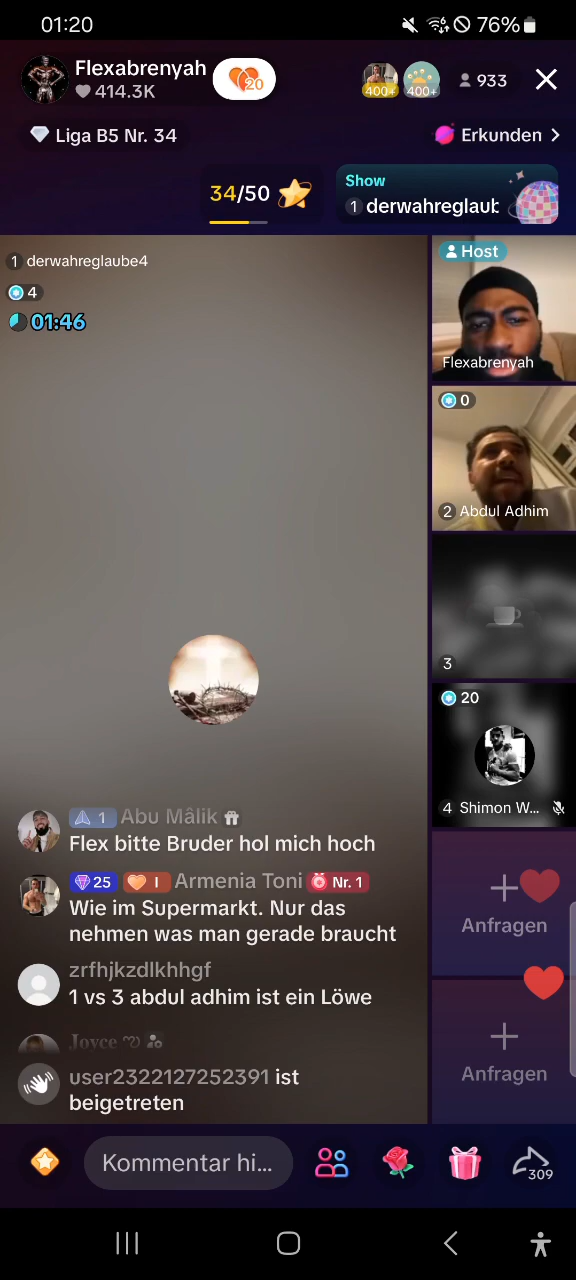 01:20
76%
Flexabrenyah
414.3K
20
400+
400+
933
Liga B5 Nr. 34
Erkunden
34/50
Show
1 derwahreglaub
1 derwahreglaube4
4
01:46
Host
Flexabrenyah
0
2 Abdul Adhim
3
20
4 Shimon W...
Anfragen
Anfragen
1 Abu Mâlik
Flex bitte Bruder hol mich hoch
25 I Armenia Toni Nr. 1
Wie im Supermarkt. Nur das
nehmen was man gerade braucht
zrfhjkzdlkhhgf
1 vs 3 abdul adhim ist ein Löwe
Joyce
user2322127252391 ist
beigetreten
Kommentar hi...
309